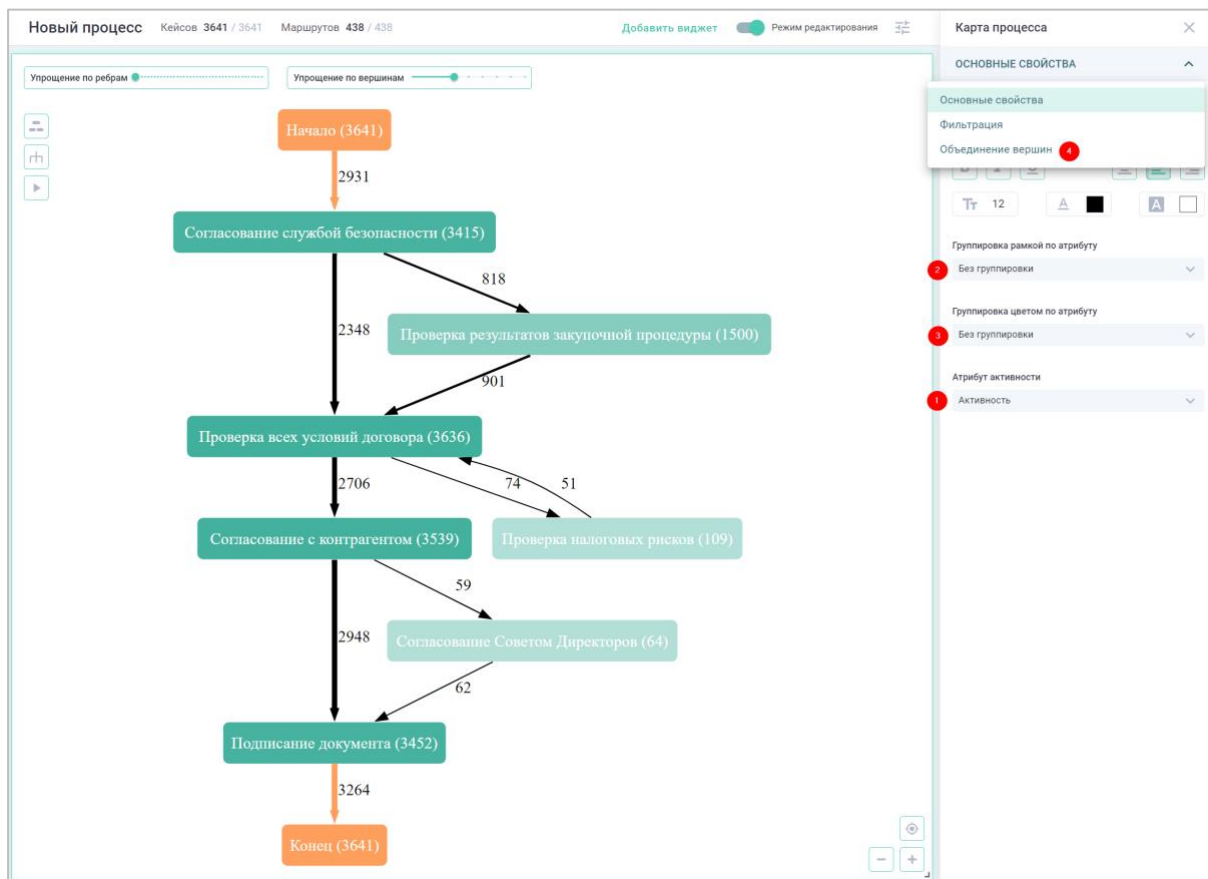 Новый процесс Кейсов 3641 / 3641 Маршрутов 438 / 438 Добавить виджет Режим редактирования
Упрощение по ребрам Упрощение по вершинам
Начало (3641)
2931
Согласование службой безопасности (3415)
818
2348
Проверка результатов закупочной процедуры (1500)
901
Проверка всех условий договора (3636)
2706
74
51
Согласование с контрагентом (3539)
Проверка налоговых рисков (109)
59
2948
Согласование Советом Директоров (64)
62
Подписание документа (3452)
3264
Конец (3641)
Карта процесса
ОСНОВНЫЕ СВОЙСТВА
Основные свойства
Фильтрация
Объединение вершин 4
Tт 12 A A
Группировка рамкой по атрибуту
2 Без группировки
Группировка цветом по атрибуту
3 Без группировки
Атрибут активности
1 Активность